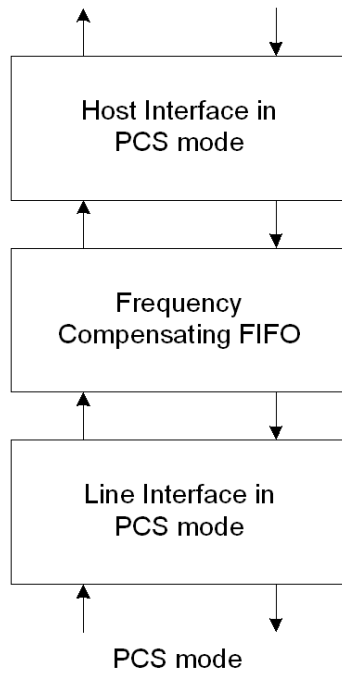 Host Interface in
PCS mode
Frequency
Compensating FIFO
Line Interface in
PCS mode
PCS mode